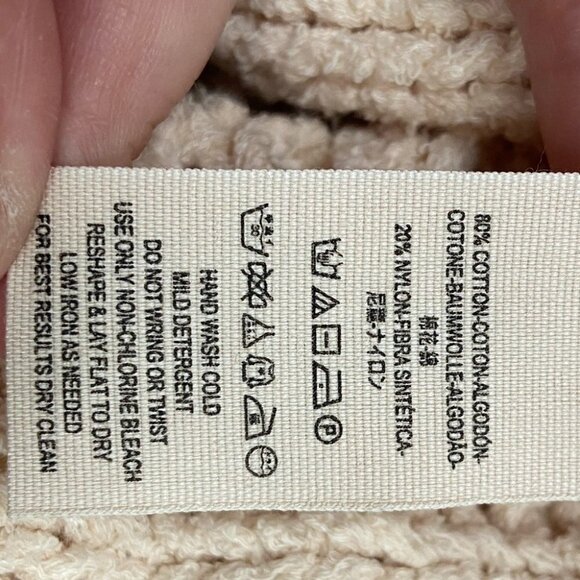 80% COTTON-COTON-ALGODÓN-
COTONE-BAUMWOLLE-ALGODÃO-
棉花-綿
20% NYLON-FIBRA SINTÉTICA-
尼龍-ナイロン
P
30
HAND WASH COLD
MILD DETERGENT
DO NOT WRING OR TWIST
USE ONLY NON-CHLORINE BLEACH
RESHAPE & LAY FLAT TO DRY
LOW IRON AS NEEDED
FOR BEST RESULTS DRY CLEAN